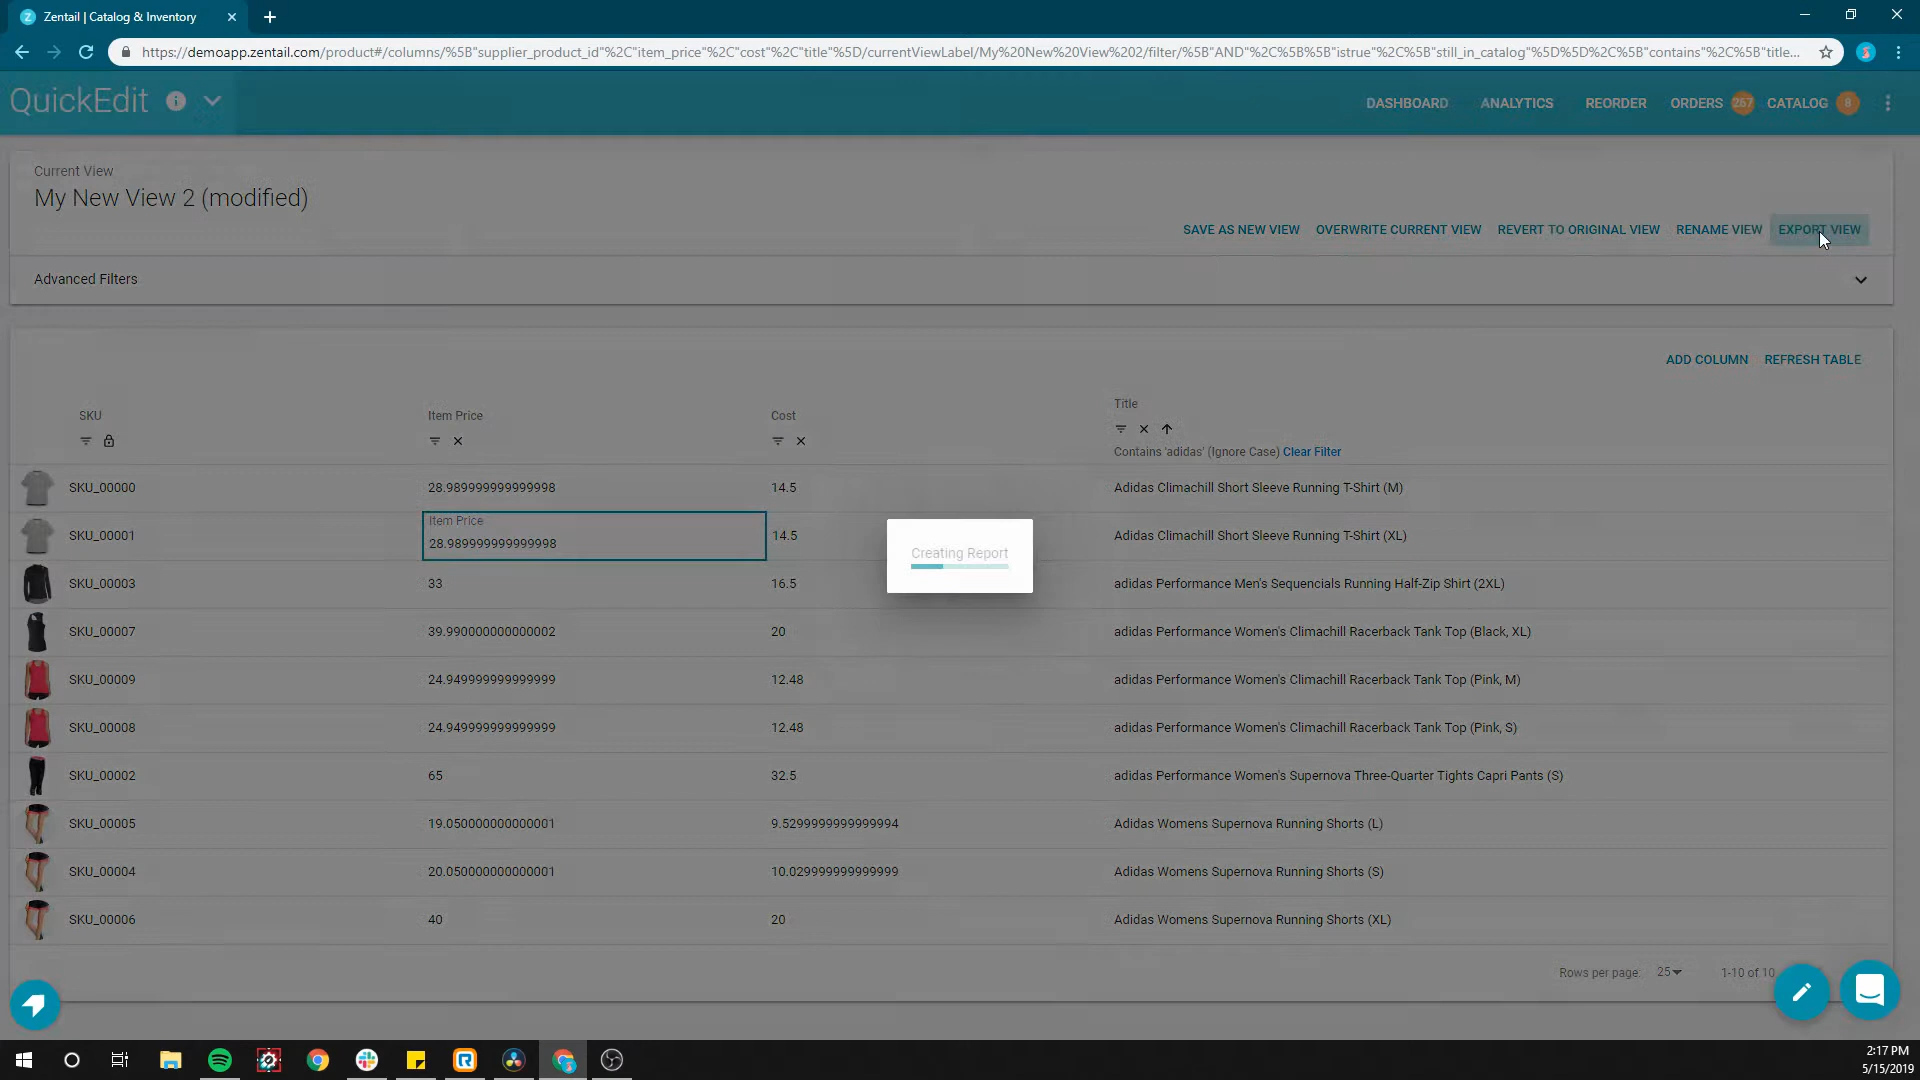 Zentail | Catalog & Inventory
https://demoapp.zentail.com/product#/columns/%5B"supplier_product_id"%2C"item_price"%2C"cost"%2C"title"%5D/currentViewLabel/My%20New%20View%202/filter/%5B"AND"%2C%5B%5B"istrue"%2C%5B"still_in_catalog"%5D%5D%2C%5B"contains"%2C%5B"title...
QuickEdit
DASHBOARD ANALYTICS REORDER ORDERS 267 CATALOG 8
Current View
My New View 2 (modified)
SAVE AS NEW VIEW OVERWRITE CURRENT VIEW REVERT TO ORIGINAL VIEW RENAME VIEW EXPORT VIEW
Advanced Filters
ADD COLUMN REFRESH TABLE
SKU Item Price Cost Title
Contains 'adidas' (Ignore Case) Clear Filter
SKU_00000 28.989999999999998 14.5 Adidas Climachill Short Sleeve Running T-Shirt (M)
Item Price
SKU_00001 28.989999999999998 14.5 Adidas Climachill Short Sleeve Running T-Shirt (XL)
Creating Report
SKU_00003 33 16.5 adidas Performance Men's Sequencials Running Half-Zip Shirt (2XL)
SKU_00007 39.990000000000002 20 adidas Performance Women's Climachill Racerback Tank Top (Black, XL)
SKU_00009 24.949999999999999 12.48 adidas Performance Women's Climachill Racerback Tank Top (Pink, M)
SKU_00008 24.949999999999999 12.48 adidas Performance Women's Climachill Racerback Tank Top (Pink, S)
SKU_00002 65 32.5 adidas Performance Women's Supernova Three-Quarter Tights Capri Pants (S)
SKU_00005 19.050000000000001 9.5299999999999994 Adidas Womens Supernova Running Shorts (L)
SKU_00004 20.050000000000001 10.029999999999999 Adidas Womens Supernova Running Shorts (S)
SKU_00006 40 20 Adidas Womens Supernova Running Shorts (XL)
Rows per page: 25 1-10 of 10
2:17 PM
5/15/2019